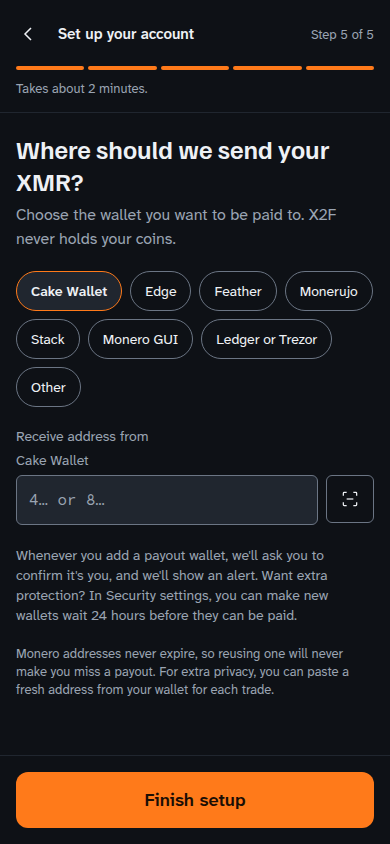 Set up your account
Step 5 of 5
Takes about 2 minutes.
Where should we send your
XMR?
Choose the wallet you want to be paid to. X2F
never holds your coins.
Cake Wallet
Edge
Feather
Monerujo
Stack
Monero GUI
Ledger or Trezor
Other
Receive address from
Cake Wallet
4… or 8…
Whenever you add a payout wallet, we'll ask you to
confirm it's you, and we'll show an alert. Want extra
protection? In Security settings, you can make new
wallets wait 24 hours before they can be paid.
Monero addresses never expire, so reusing one will never
make you miss a payout. For extra privacy, you can paste a
fresh address from your wallet for each trade.
Finish setup